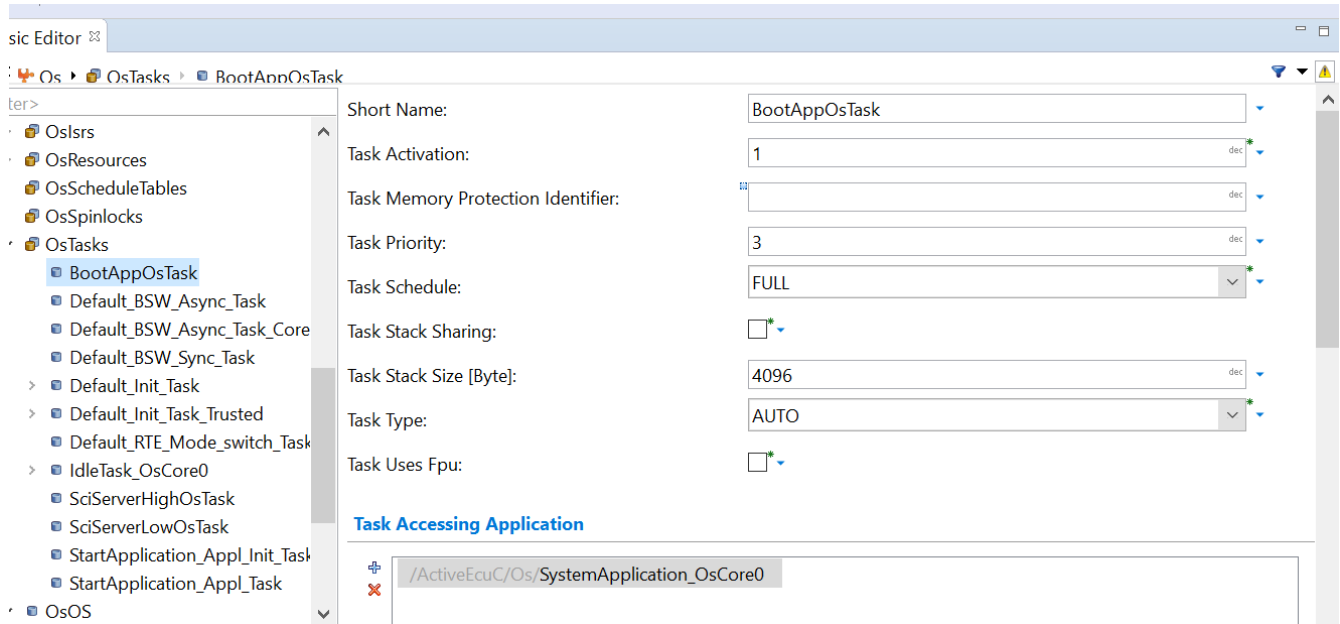 sic Editor
Os OsTasks BootAppOsTask
ter>
OsIsrs
OsResources
OsScheduleTables
OsSpinlocks
OsTasks
BootAppOsTask
Default_BSW_Async_Task
Default_BSW_Async_Task_Core
Default_BSW_Sync_Task
Default_Init_Task
Default_Init_Task_Trusted
Default_RTE_Mode_switch_Task
IdleTask_OsCore0
SciServerHighOsTask
SciServerLowOsTask
StartApplication_Appl_Init_Task
StartApplication_Appl_Task
OsOS
Short Name: BootAppOsTask
Task Activation: 1 dec
Task Memory Protection Identifier: dec
Task Priority: 3 dec
Task Schedule: FULL
Task Stack Sharing:
Task Stack Size [Byte]: 4096 dec
Task Type: AUTO
Task Uses Fpu:
Task Accessing Application
/ActiveEcuC/Os/SystemApplication_OsCore0